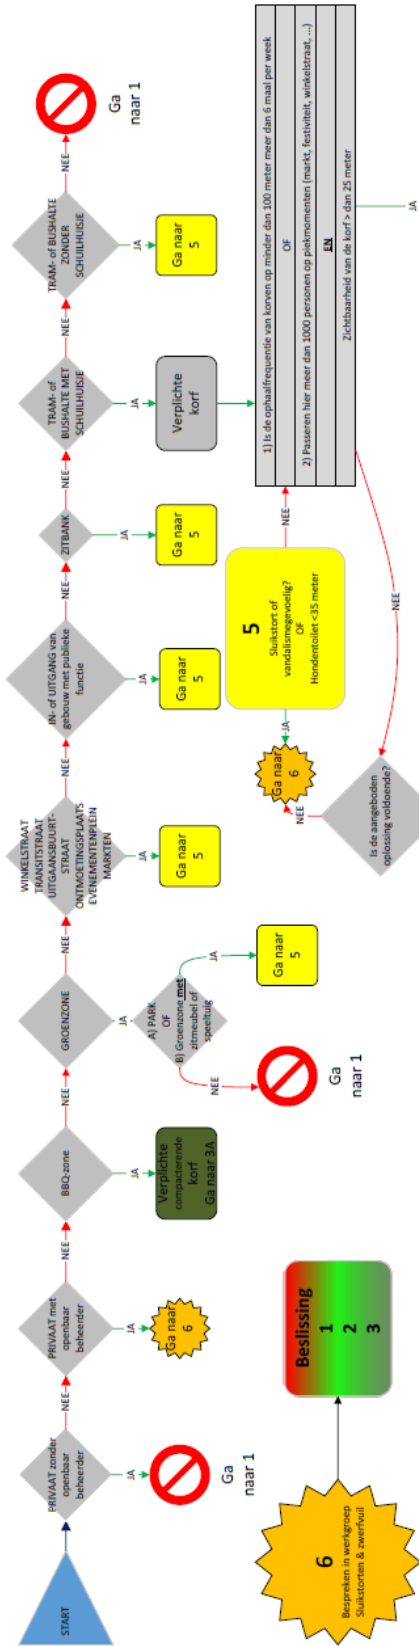 START
PRIVAAT zonder
openbaar
beheerder
NEE
JA
Ga
naar 1
PRIVAAT met
openbaar
beheerder
NEE
JA
Ga naar
6
BBQ-zone
NEE
JA
Verplichte
compacterende
korf
Ga naar 3A
GROENZONE
NEE
JA
A) PARK
OF
B) Groenzone met
zitmeubel of
speeltuig
NEE
Ga
naar 1
JA
Ga naar
5
WINKELSTRAAT
TRANSITSTRAAT
UITGAANSBUURT-
STRAAT
ONTMOETINGSPLAATS
EVENEMENTENPLEIN
MARKTEN
NEE
JA
Ga naar
5
IN- of UITGANG van
gebouw met publieke
functie
NEE
JA
Ga naar
5
ZITBANK
NEE
JA
Ga naar
5
TRAM- of
BUSHALTE MET
SCHUILHUISJE
NEE
JA
Verplichte
korf
TRAM- of BUSHALTE
ZONDER
SCHUILHUISJE
NEE
JA
Ga naar
5
Ga
naar 1
5
Sluikstort of
vandalismegevoelig?
OF
Hondentoilet <35 meter
JA
Ga naar
6
NEE
1) Is de ophaalfrequentie van korven op minder dan 100 meter meer dan 6 maal per week
OF
2) Passeren hier meer dan 1000 personen op piekmomenten (markt, festiviteit, winkelstraat, ...)
EN
Zichtbaarheid van de korf > dan 25 meter
JA
NEE
Is de aangeboden
oplossing voldoende?
NEE
6
Bespreken in werkgroep
Sluikstorten & zwerfvuil
Beslissing
1
2
3